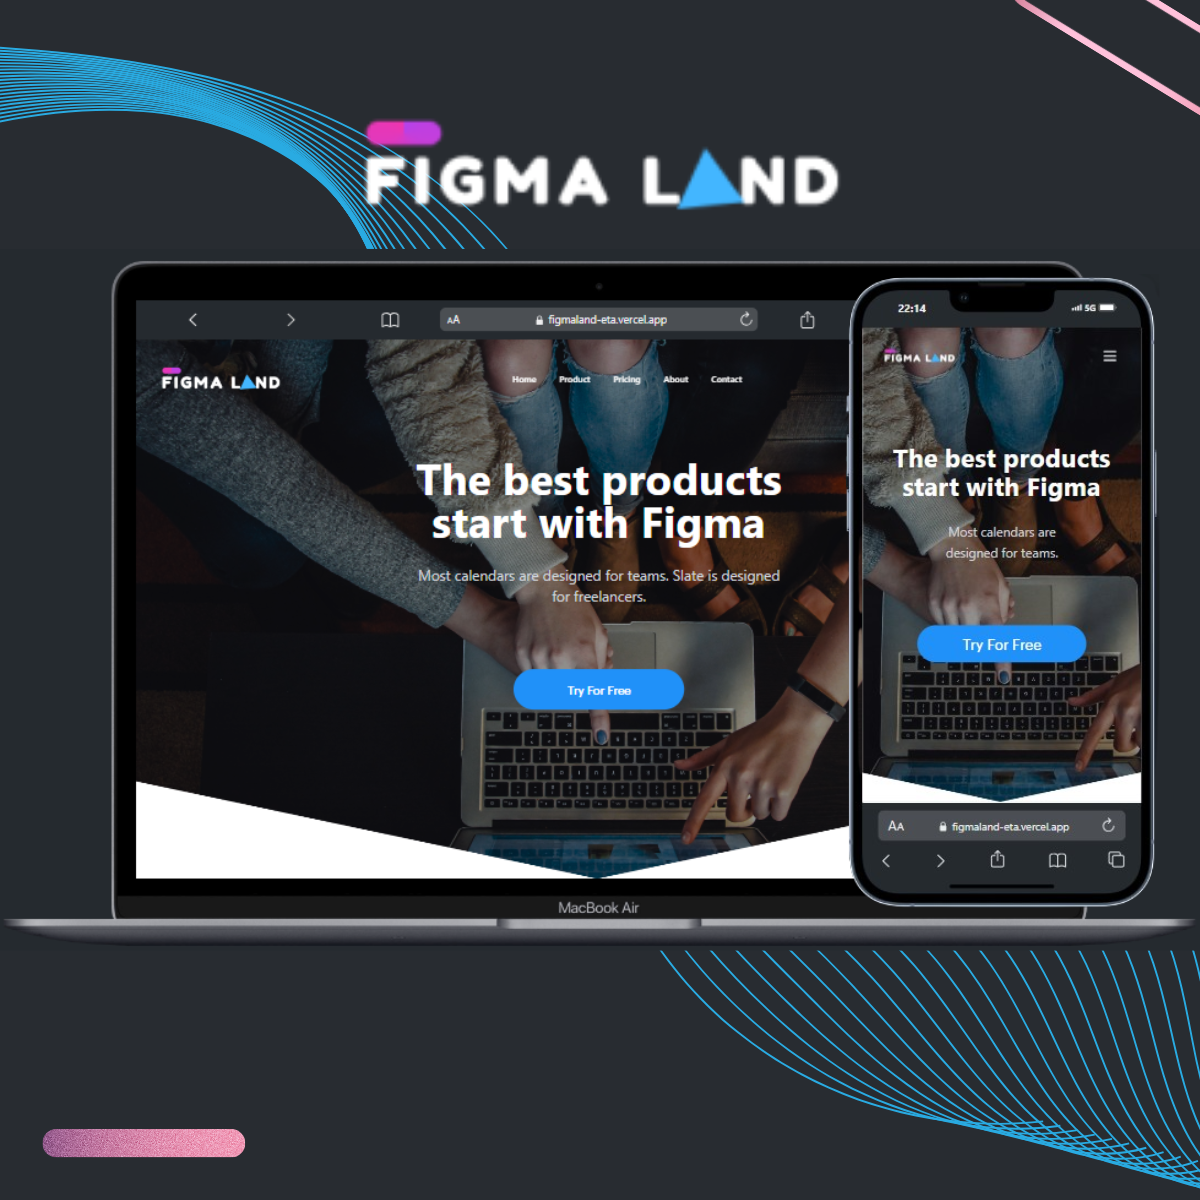 FIGMA LAND
AA
figmaland-eta.vercel.app
FIGMA LAND
Home
Product
Pricing
About
Contact
The best products
start with Figma
Most calendars are designed for teams. Slate is designed
for freelancers.
Try For Free
MacBook Air
22:14
5G
FIGMA LAND
The best products
start with Figma
Most calendars are
designed for teams.
Try For Free
AA
figmaland-eta.vercel.app